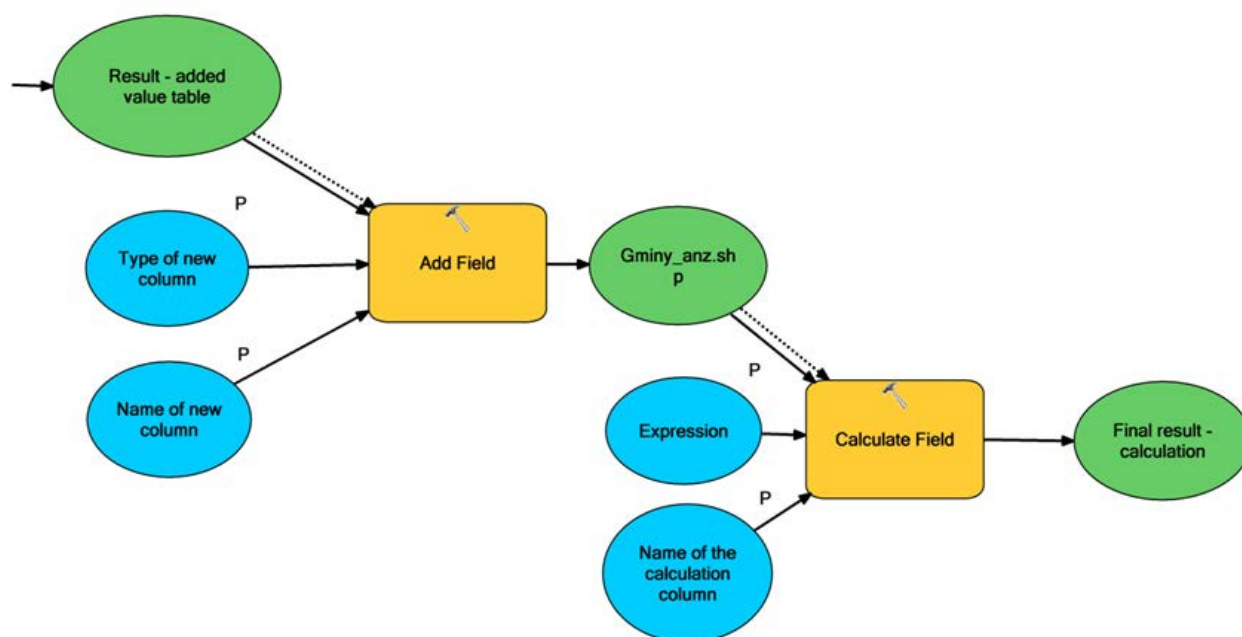 Result - added
value table
P
Type of new
column
Add Field
Gminy_anz.sh
p
P
Name of new
column
P
Expression
Calculate Field
Final result -
calculation
P
Name of the
calculation
column